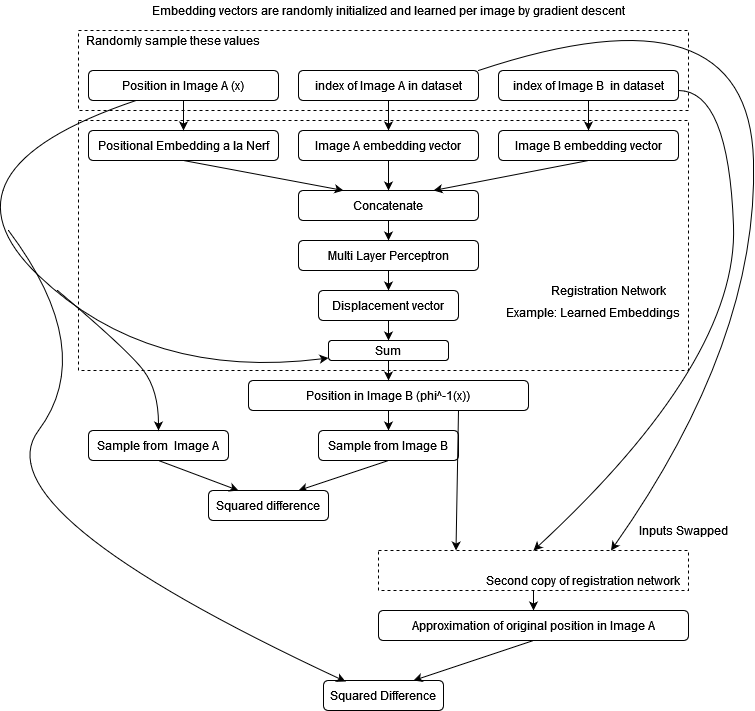 Embedding vectors are randomly initialized and learned per image by gradient descent
Randomly sample these values
Position in Image A (x)
index of Image A in dataset
index of Image B in dataset
Positional Embedding a la Nerf
Image A embedding vector
Image B embedding vector
Concatenate
Multi Layer Perceptron
Registration Network
Displacement vector
Example: Learned Embeddings
Sum
Position in Image B (phi^-1(x))
Sample from Image A
Sample from Image B
Squared difference
Inputs Swapped
Second copy of registration network
Approximation of original position in Image A
Squared Difference